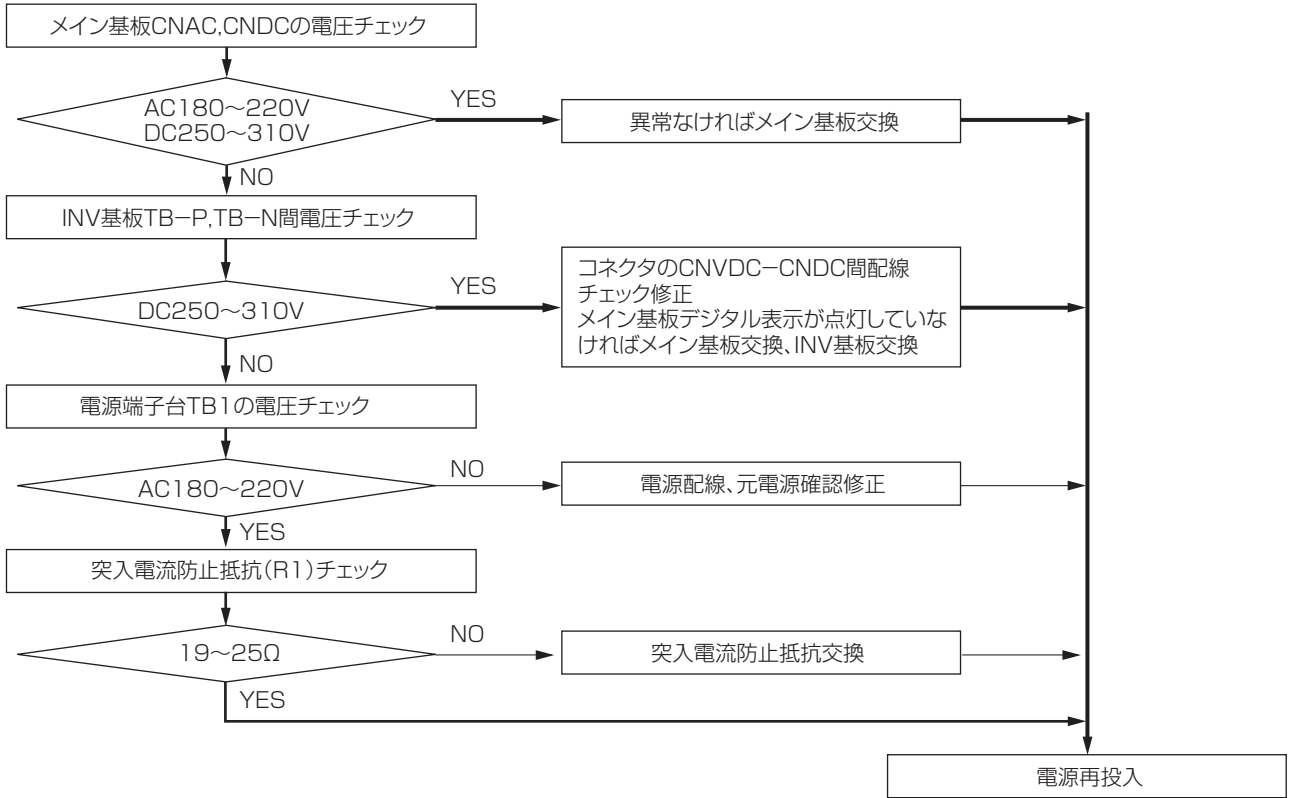 メイン基板CNAC,CNDCの電圧チェック
AC180～220V
DC250～310V
YES
異常なければメイン基板交換
NO
INV基板TB－P,TB－N間電圧チェック
DC250～310V
YES
コネクタのCNVDC－CNDC間配線
チェック修正
メイン基板デジタル表示が点灯していな
ければメイン基板交換、INV基板交換
NO
電源端子台TB1の電圧チェック
AC180～220V
NO
電源配線、元電源確認修正
YES
突入電流防止抵抗(R1)チェック
19～25Ω
NO
突入電流防止抵抗交換
YES
電源再投入